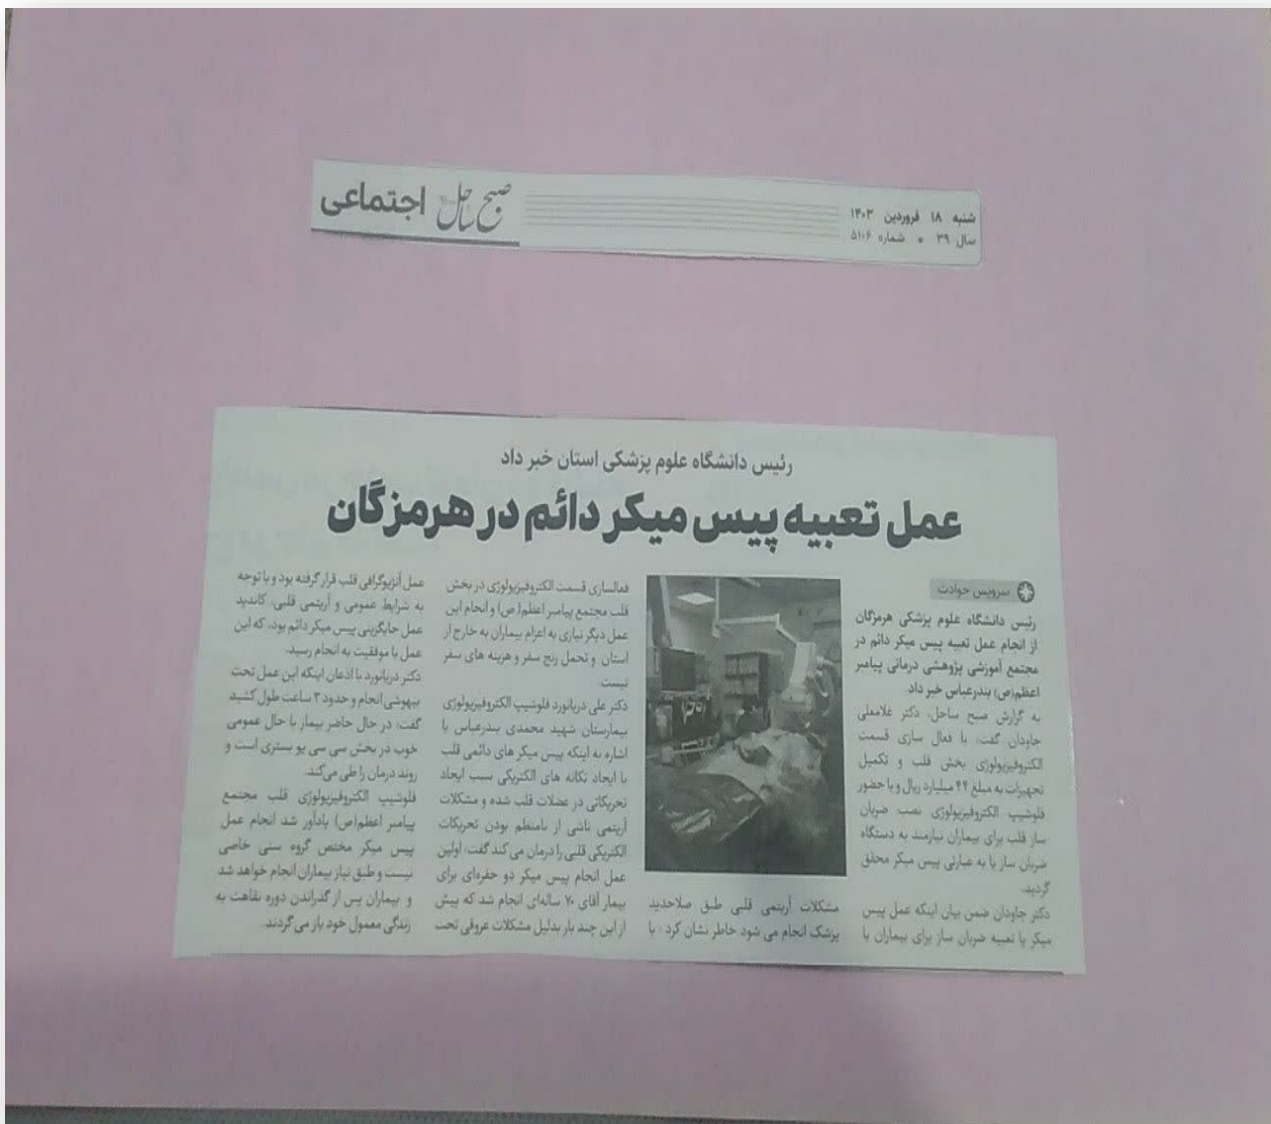 شنبه ۱۸ فروردین ۱۴۰۳
سال ۳۹ • شماره ۵۱۰۶
صبح ساحل
اجتماعی
رئیس دانشگاه علوم پزشکی استان خبر داد
عمل تعبیه پیس میکر دائم در هرمزگان
سرویس حوادث
رئیس دانشگاه علوم پزشکی هرمزگان
از انجام عمل تعبیه پیس میکر دائم در
مجتمع آموزشی پژوهشی درمانی پیامبر
اعظم(ص) بندرعباس خبر داد.
به گزارش صبح ساحل، دکتر غلامعلی
جاودان گفت، با فعال سازی قسمت
الکتروفیزیولوژی بخش قلب و تکمیل
تجهیزات به مبلغ ۴۴ میلیارد ریال و با حضور
فلوشیپ الکتروفیزیولوژی نصب ضربان
ساز قلب برای بیماران نیازمند به دستگاه
ضربان ساز یا به عبارتی پیس میکر محقق
گردید.
دکتر جاودان ضمن بیان اینکه عمل پیس
میکر یا تعبیه ضربان ساز برای بیماران با
مشکلات آریتمی قلبی طبق صلاحدید
پزشک انجام می شود خاطر نشان کرد ، با
فعالسازی قسمت الکتروفیزیولوژی در بخش
قلب مجتمع پیامبر اعظم(ص) و انجام این
عمل دیگر نیازی به اعزام بیماران به خارج از
استان و تحمل رنج سفر و هزینه های سفر
نیست.
دکتر علی دریانورد فلوشیپ الکتروفیزیولوژی
بیمارستان شهید محمدی بندرعباس با
اشاره به اینکه پیس میکر های دائمی قلب
با ایجاد تکانه های الکتریکی سبب ایجاد
تحریکاتی در عضلات قلب شده و مشکلات
آریتمی ناشی از نامنظم بودن تحریکات
الکتریکی قلبی را درمان می کند گفت: اولین
عمل انجام پیس میکر دو حفره‌ای برای
بیمار آقای ۷۰ ساله‌ای انجام شد که پیش
از این چند بار بدلیل مشکلات عروقی تحت
عمل آنژیوگرافی قلب قرار گرفته بود و با توجه
به شرایط عمومی و آریتمی قلبی، کاندید
عمل جایگزینی پیس میکر دائم بود، که این
عمل با موفقیت به انجام رسید.
دکتر دریانورد با اذعان اینکه این عمل تحت
بیهوشی انجام و حدود ۳ ساعت طول کشید
گفت: در حال حاضر بیمار با حال عمومی
خوب در بخش سی سی یو بستری است و
روند درمان را طی می‌کند.
فلوشیپ الکتروفیزیولوژی قلب مجتمع
پیامبر اعظم(ص) یادآور شد انجام عمل
پیس میکر مختص گروه سنی خاصی
نیست و طبق نیاز بیماران انجام خواهد شد
و بیماران پس از گذراندن دوره نقاهت به
زندگی معمول خود باز می گردند.